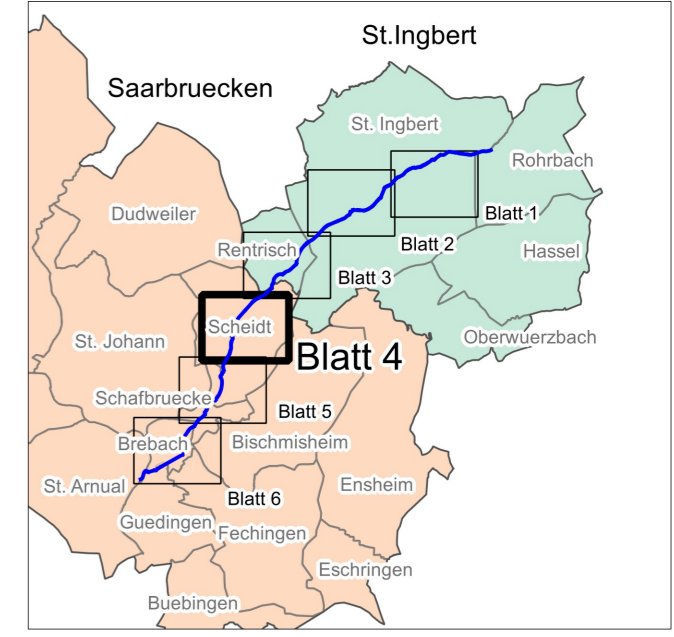 St.Ingbert
Saarbruecken
St. Ingbert
Rohrbach
Dudweiler
Blatt 1
Blatt 2
Rentrisch
Hassel
Blatt 3
Scheidt
St. Johann
Oberwuerzbach
Blatt 4
Schafbruecke
Blatt 5
Brebach
Bischmisheim
St. Arnual
Ensheim
Blatt 6
Guedingen
Fechingen
Eschringen
Buebingen